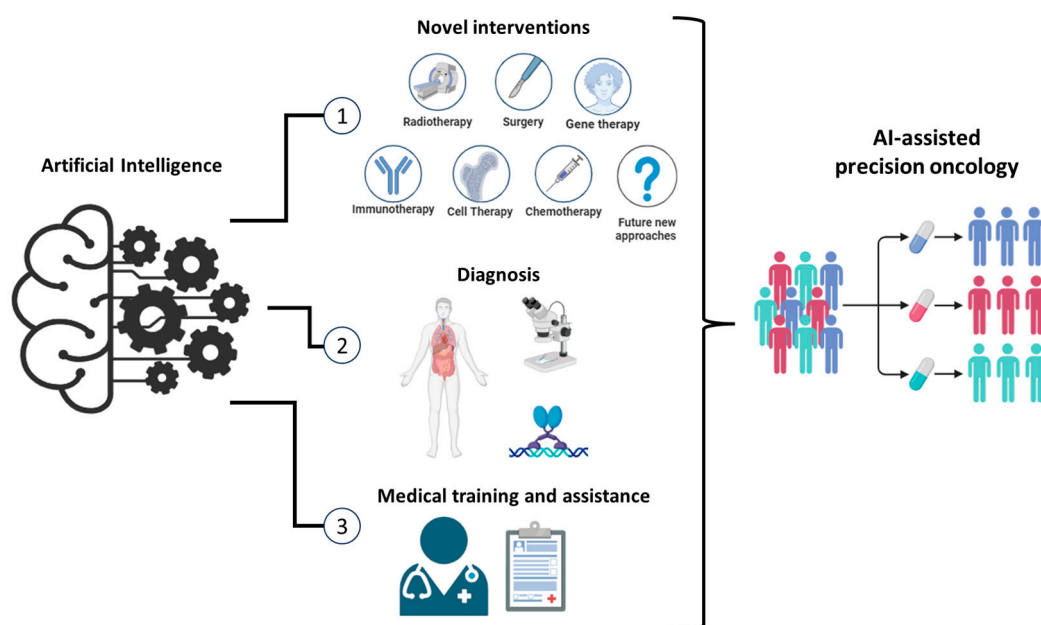 Novel interventions
Radiotherapy
Surgery
Gene therapy
1
Artificial Intelligence
Immunotherapy
Cell Therapy
Chemotherapy
Future new
approaches
AI-assisted
precision oncology
Diagnosis
2
Medical training and assistance
3